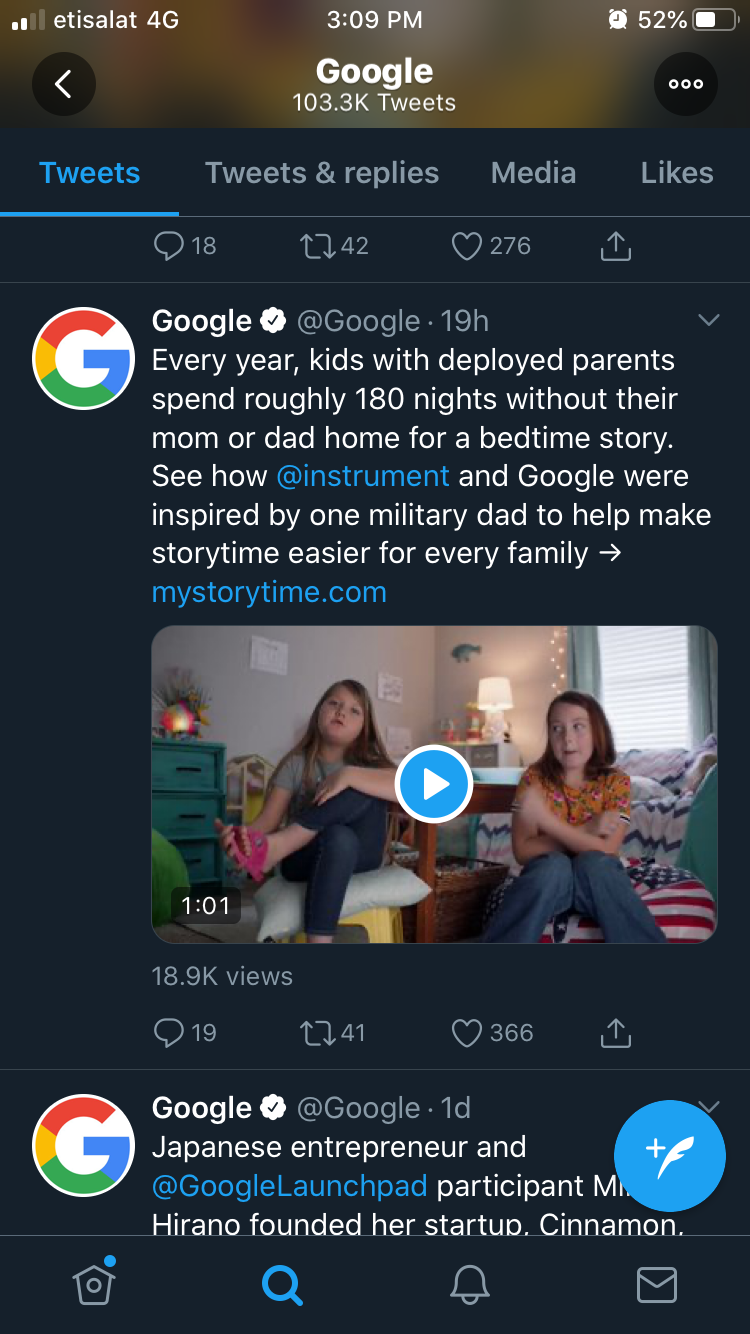 etisalat 4G 3:09 PM 52%
Google
103.3K Tweets
Tweets Tweets & replies Media Likes
18 42 276
Google @Google · 19h
Every year, kids with deployed parents
spend roughly 180 nights without their
mom or dad home for a bedtime story.
See how @instrument and Google were
inspired by one military dad to help make
storytime easier for every family →
mystorytime.com
1:01
18.9K views
19 41 366
Google @Google · 1d
Japanese entrepreneur and
@GoogleLaunchpad participant
Hirano founded her startup, Cinnamon,